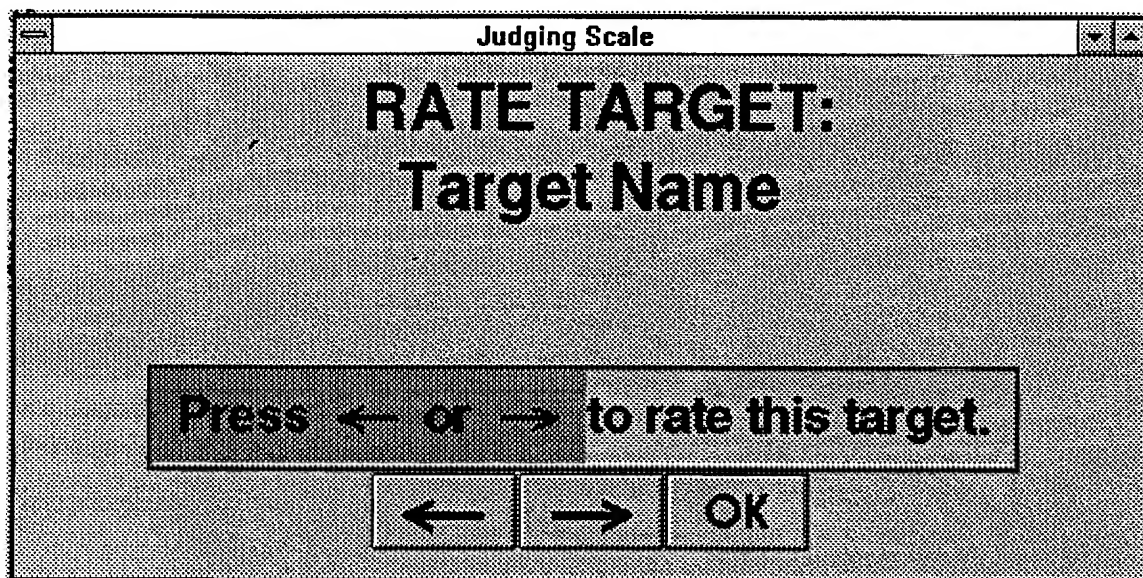 Judging Scale
RATE TARGET:
Target Name
Press ← or → to rate this target.
← → OK